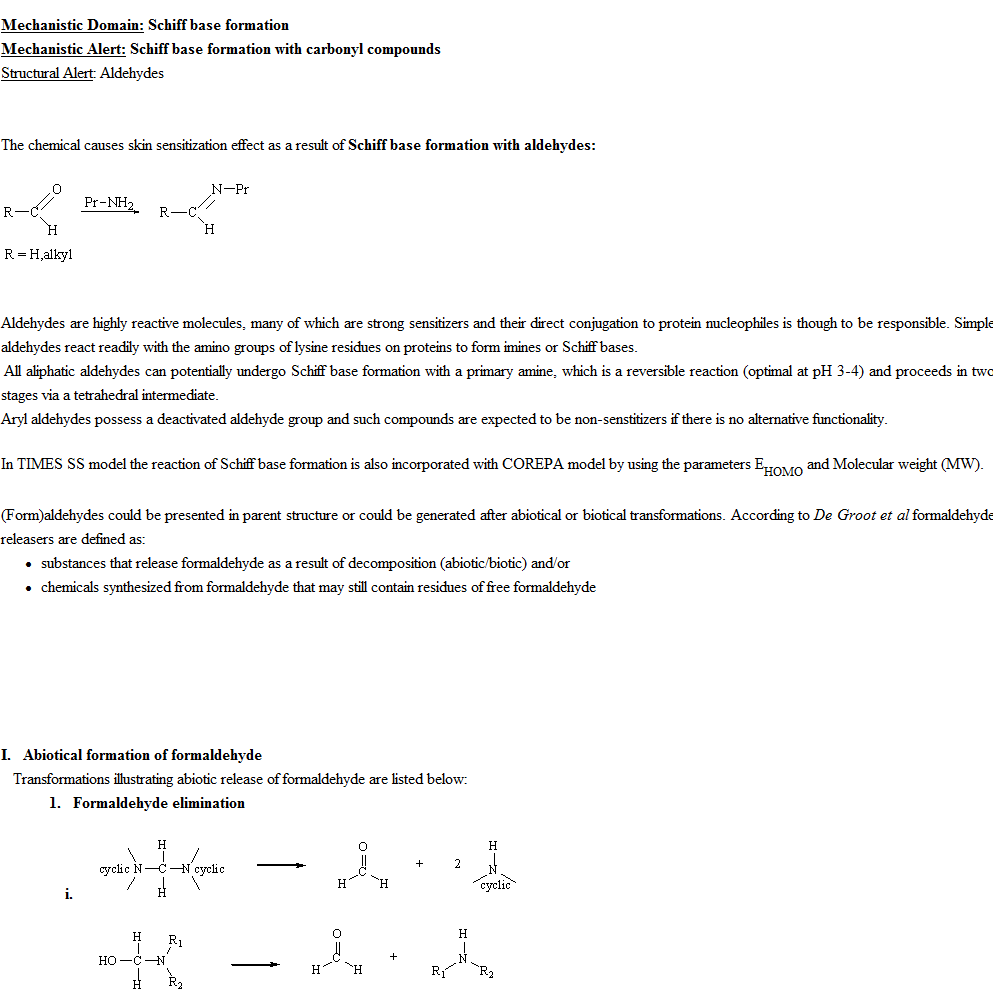 Mechanistic Domain: Schiff base formation
Mechanistic Alert: Schiff base formation with carbonyl compounds
Structural Alert: Aldehydes
The chemical causes skin sensitization effect as a result of Schiff base formation with aldehydes:
O
R—C
H
Pr-NH2
N—Pr
R—C
H
R = H,alkyl
Aldehydes are highly reactive molecules, many of which are strong sensitizers and their direct conjugation to protein nucleophiles is though to be responsible. Simple
aldehydes react readily with the amino groups of lysine residues on proteins to form imines or Schiff bases.
All aliphatic aldehydes can potentially undergo Schiff base formation with a primary amine, which is a reversible reaction (optimal at pH 3-4) and proceeds in two
stages via a tetrahedral intermediate.
Aryl aldehydes possess a deactivated aldehyde group and such compounds are expected to be non-senstitizers if there is no alternative functionality.
In TIMES SS model the reaction of Schiff base formation is also incorporated with COREPA model by using the parameters EHOMO and Molecular weight (MW).
(Form)aldehydes could be presented in parent structure or could be generated after abiotical or biotical transformations. According to De Groot et al formaldehyde
releasers are defined as:
• substances that release formaldehyde as a result of decomposition (abiotic/biotic) and/or
• chemicals synthesized from formaldehyde that may still contain residues of free formaldehyde
I. Abiotical formation of formaldehyde
Transformations illustrating abiotic release of formaldehyde are listed below:
1. Formaldehyde elimination
i.
H
cyclic N—C—N cyclic
H
O
C
H H
+ 2
H
N
cyclic
H R1
HO—C—N
H R2
O
C
H H
+
H
N
R1 R2